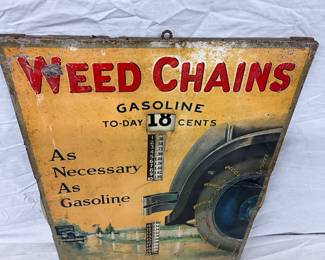 WEED CHAINS
GASOLINE
TO-DAY 18 CENTS
As
Necessary
As
Gasoline